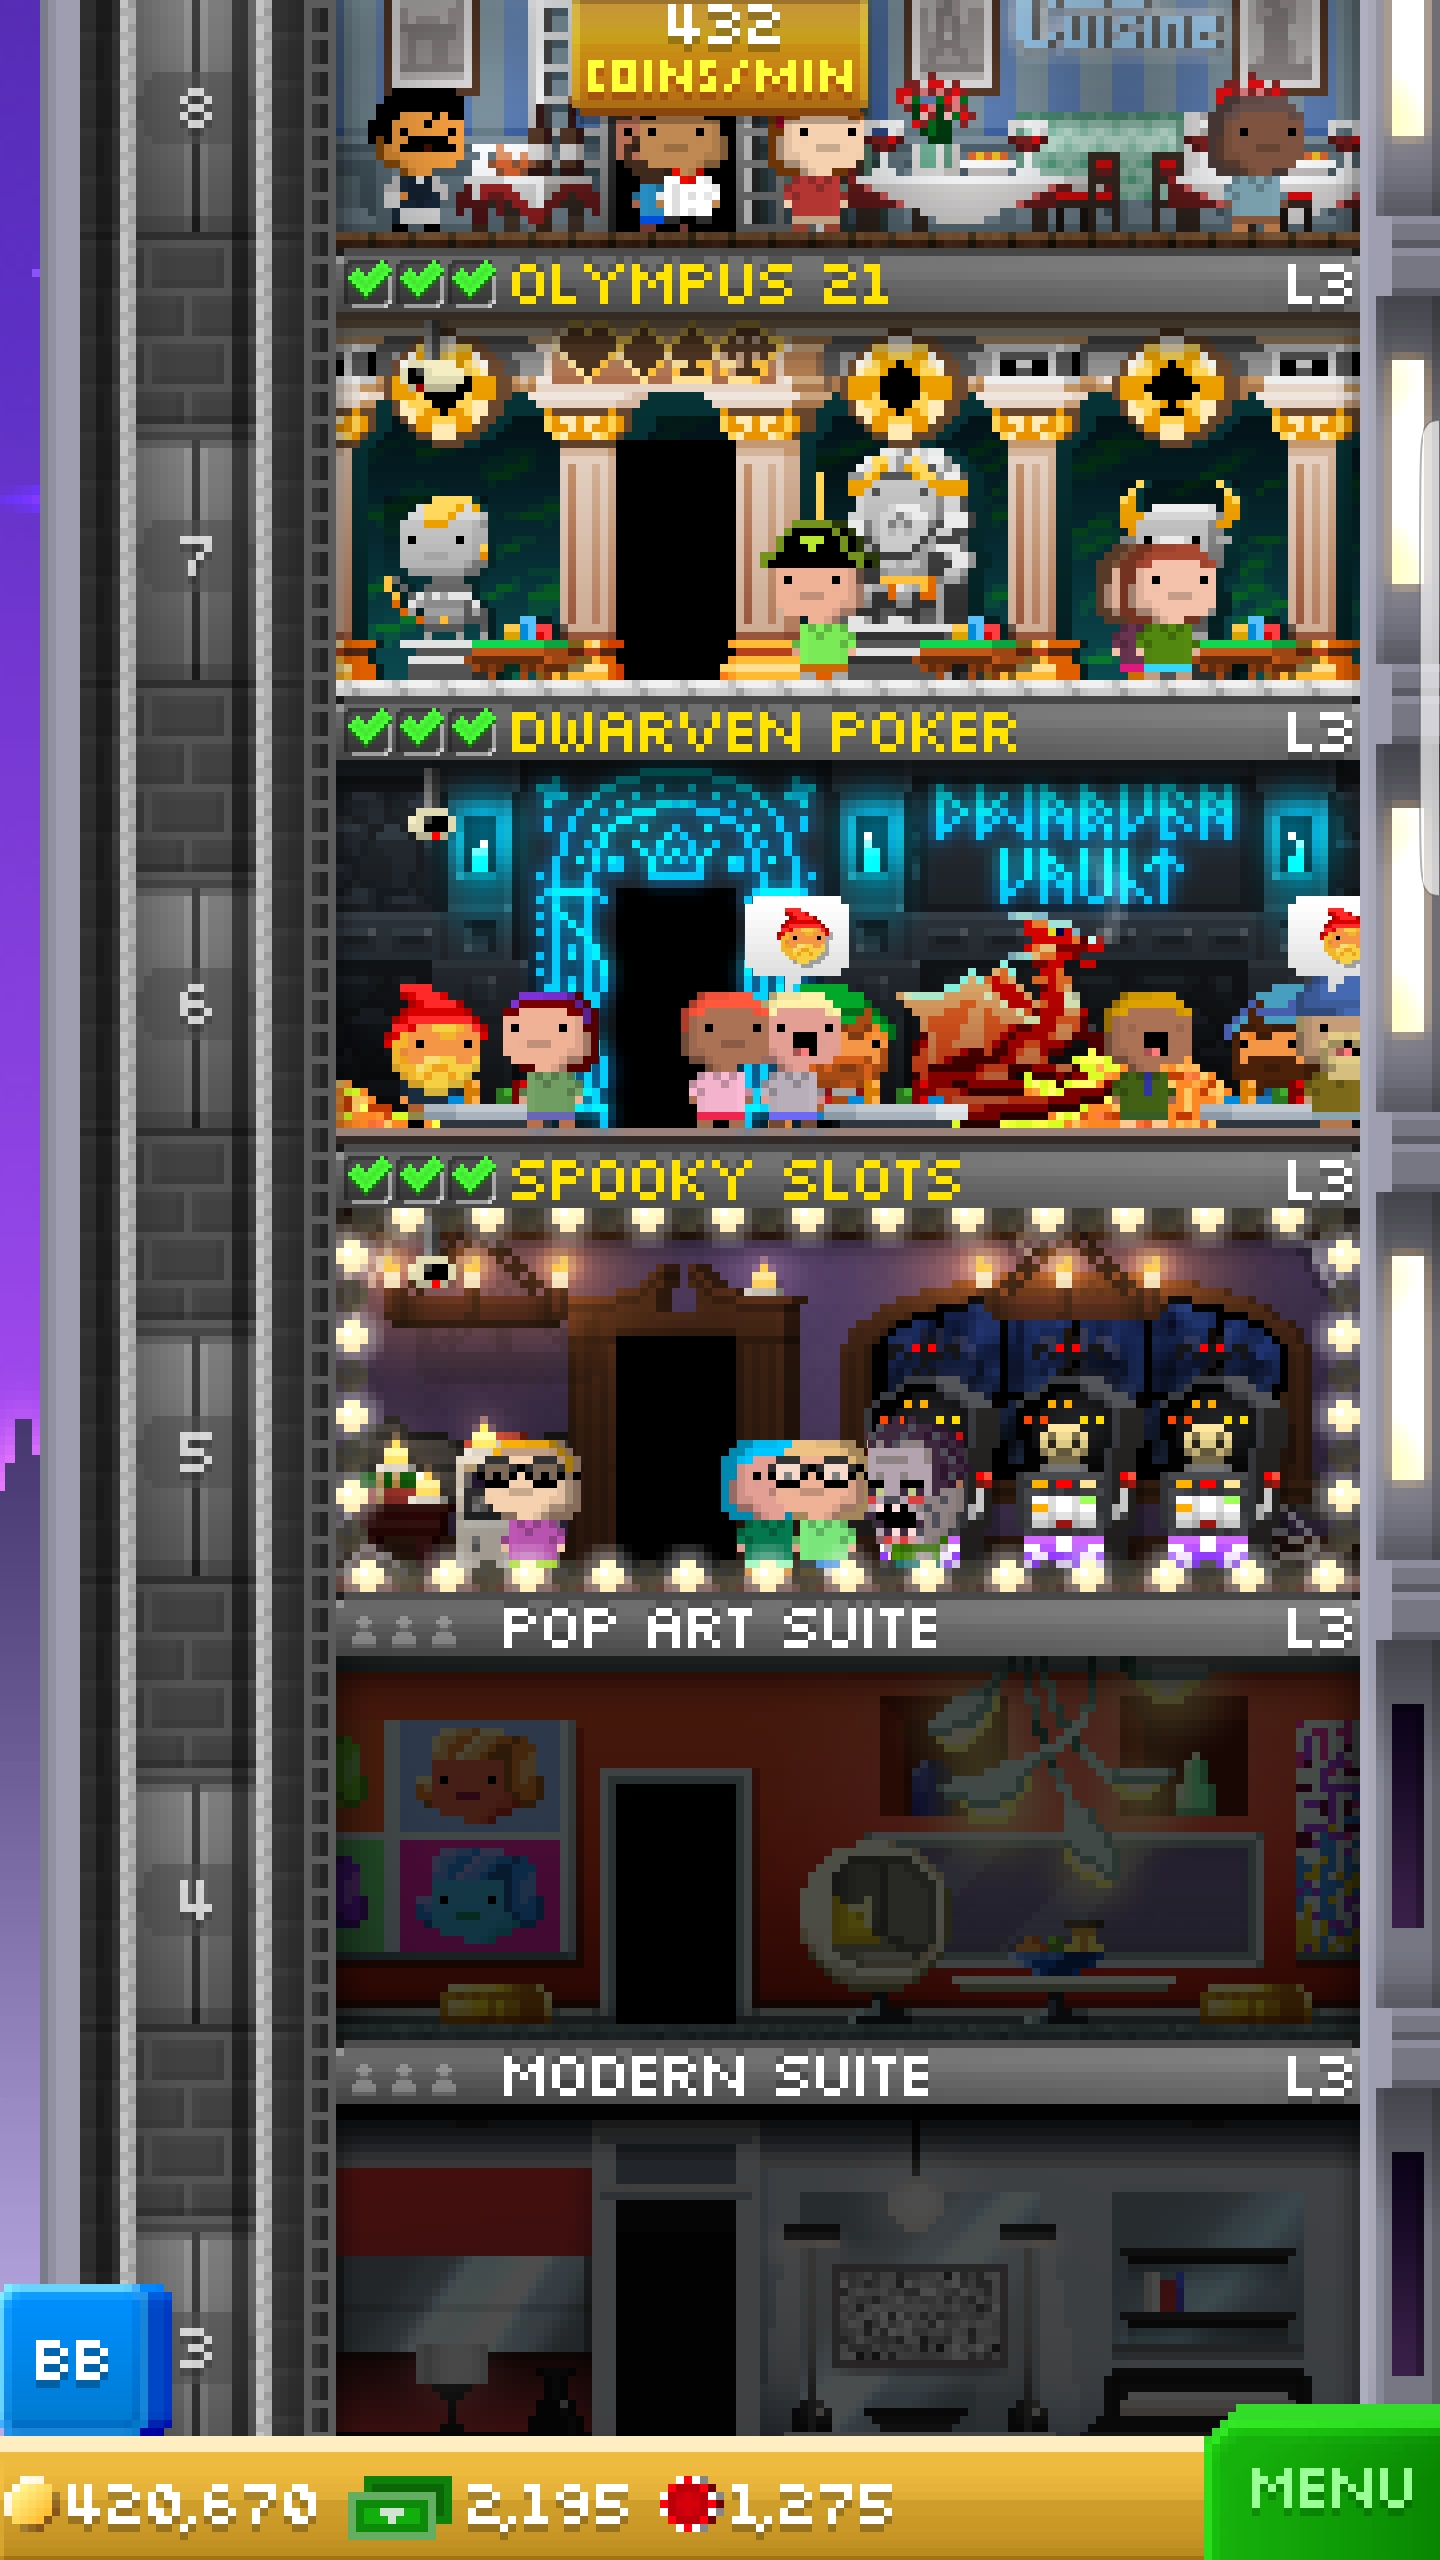 432
COINS/MIN
Cuisine
8
OLYMPUS 21 L3
7
DWARVEN POKER L3
DWARVEN
VAULT
6
SPOOKY SLOTS L3
5
POP ART SUITE L3
4
MODERN SUITE L3
3
BB
MENU
420,670 2,195 1,275